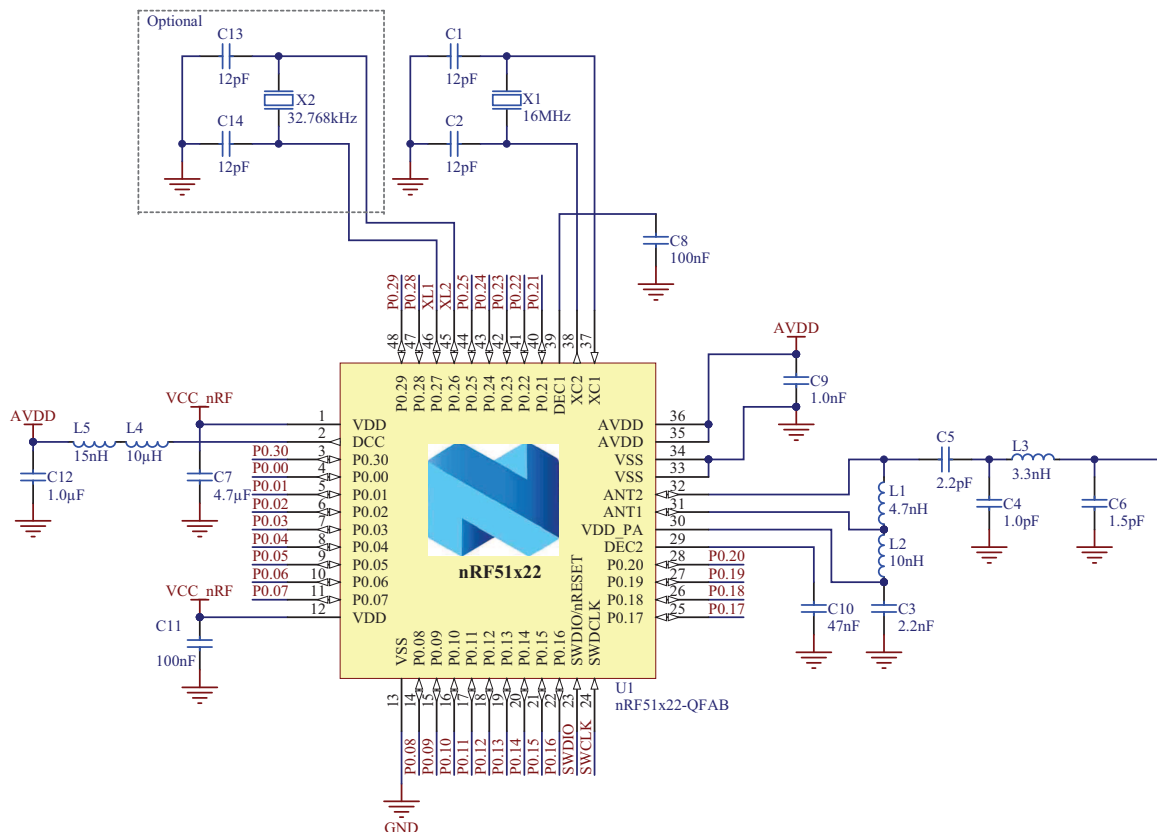 Optional
C13
12pF
X2
32.768kHz
C14
12pF
C1
12pF
X1
16MHz
C2
12pF
C8
100nF
P0.29
P0.28
XL1
XL2
P0.25
P0.24
P0.23
P0.22
P0.21
48
47
46
45
44
43
42
41
40
39
38
37
P0.29
P0.28
P0.27
P0.26
P0.25
P0.24
P0.23
P0.22
P0.21
DEC1
XC2
XC1
AVDD
C9
1.0nF
VCC_nRF
AVDD
L5
15nH
L4
10µH
C12
1.0µF
C7
4.7µF
P0.30
P0.00
P0.01
P0.02
P0.03
P0.04
P0.05
P0.06
P0.07
VCC_nRF
C11
100nF
1
2
3
4
5
6
7
8
9
10
11
12
VDD
DCC
P0.30
P0.00
P0.01
P0.02
P0.03
P0.04
P0.05
P0.06
P0.07
VDD
nRF51x22
AVDD
AVDD
VSS
VSS
ANT2
ANT1
VDD_PA
DEC2
P0.20
P0.19
P0.18
P0.17
36
35
34
33
32
31
30
29
28
27
26
25
P0.20
P0.19
P0.18
P0.17
C5
2.2pF
L3
3.3nH
L1
4.7nH
C4
1.0pF
C6
1.5pF
L2
10nH
C10
47nF
C3
2.2nF
VSS
P0.08
P0.09
P0.10
P0.11
P0.12
P0.13
P0.14
P0.15
P0.16
SWDIO/nRESET
SWDCLK
13
14
15
16
17
18
19
20
21
22
23
24
P0.08
P0.09
P0.10
P0.11
P0.12
P0.13
P0.14
P0.15
P0.16
SWDIO
SWCLK
U1
nRF51x22-QFAB
GND